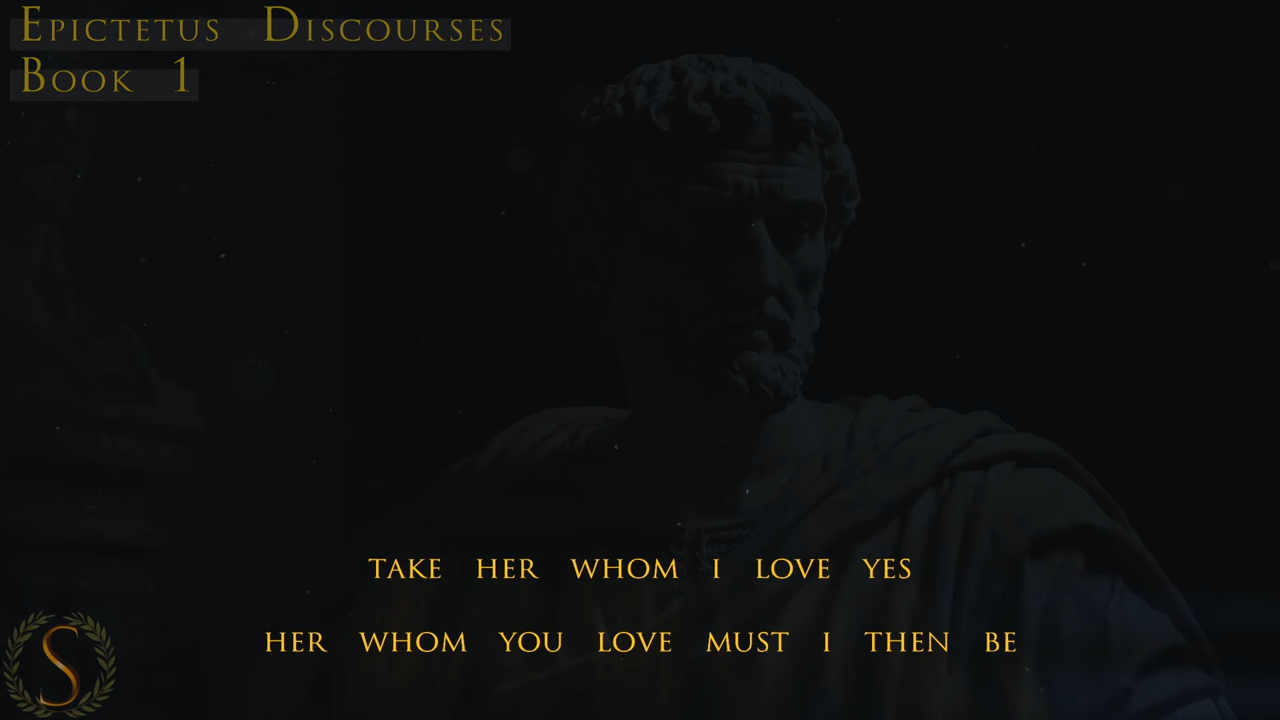 Epictetus Discourses
Book 1
TAKE HER WHOM I LOVE YES
HER WHOM YOU LOVE MUST I THEN BE
S